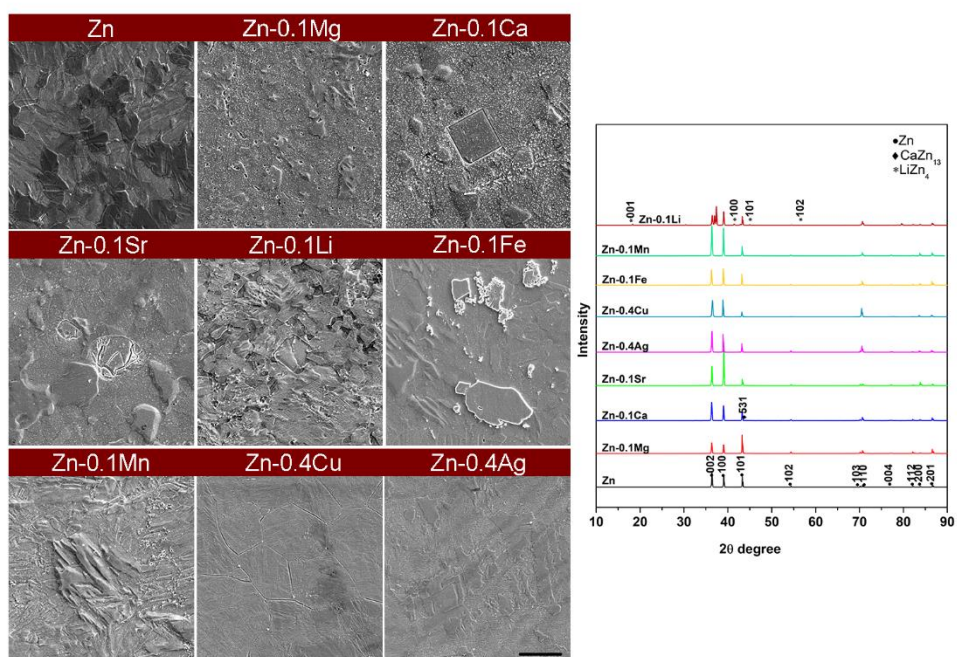 Zn Zn-0.1Mg Zn-0.1Ca
Zn-0.1Sr Zn-0.1Li Zn-0.1Fe
Zn-0.1Mn Zn-0.4Cu Zn-0.4Ag
•Zn
♦CaZn₁₃
*LiZn₄
*001 Zn-0.1Li *100 *101 *102
Zn-0.1Mn
Zn-0.1Fe
Zn-0.4Cu
Zn-0.4Ag
Zn-0.1Sr
Zn-0.1Ca ♦531
Zn-0.1Mg
Zn •002 •100 •101 •102 •103 •110 •004 •112 •200 •201
Intensity
10 20 30 40 50 60 70 80 90
2θ degree